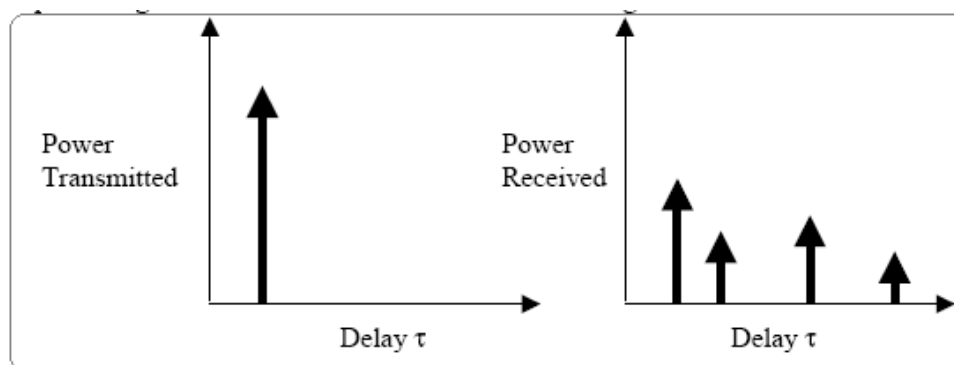 Power
Transmitted
Delay τ
Power
Received
Delay τ